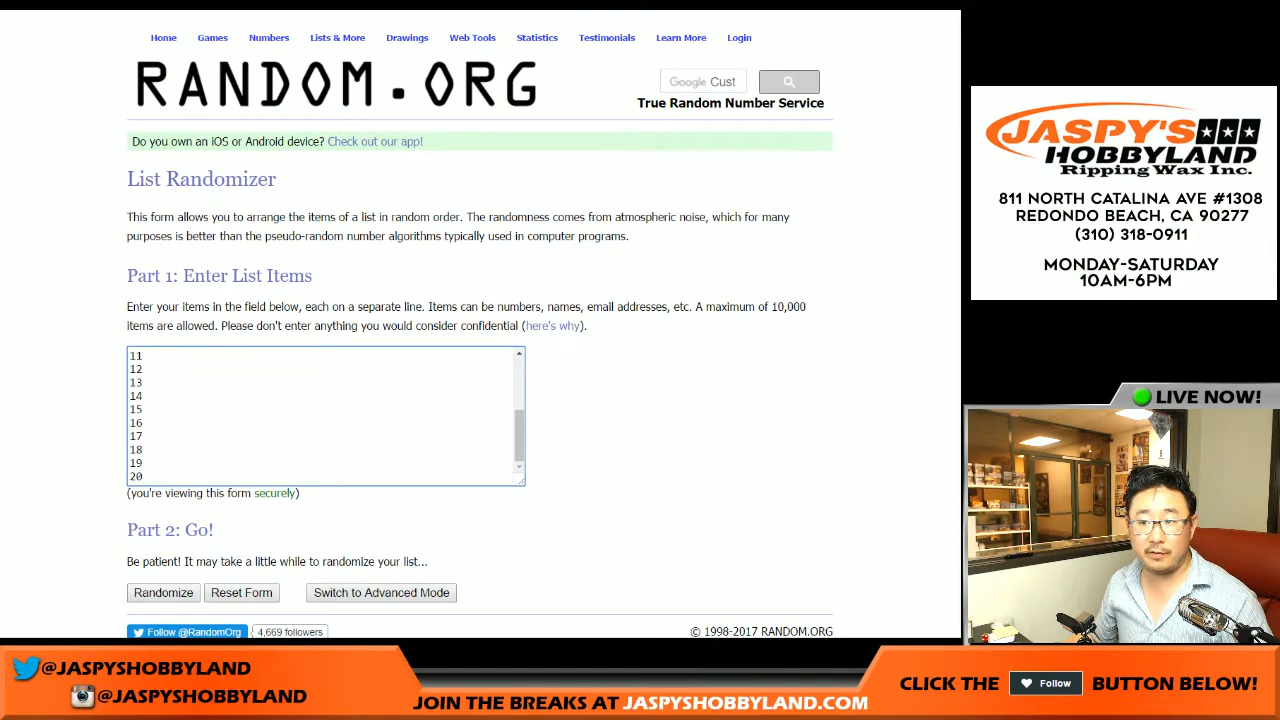 Home Games Numbers Lists & More Drawings Web Tools Statistics Testimonials Learn More Login
RANDOM.ORG
Google Cust
True Random Number Service
Do you own an iOS or Android device? Check out our app!
List Randomizer
This form allows you to arrange the items of a list in random order. The randomness comes from atmospheric noise, which for many
purposes is better than the pseudo-random number algorithms typically used in computer programs.
Part 1: Enter List Items
Enter your items in the field below, each on a separate line. Items can be numbers, names, email addresses, etc. A maximum of 10,000
items are allowed. Please don't enter anything you would consider confidential (here's why).
11
12
13
14
15
16
17
18
19
20
(you're viewing this form securely)
Part 2: Go!
Be patient! It may take a little while to randomize your list...
Randomize Reset Form Switch to Advanced Mode
Follow @RandomOrg 4,669 followers
© 1998-2017 RANDOM.ORG
JASPY'S
HOBBYLAND
Ripping Wax Inc.
811 NORTH CATALINA AVE #1308
REDONDO BEACH, CA 90277
(310) 318-0911
MONDAY-SATURDAY
10AM-6PM
LIVE NOW!
@JASPYSHOBBYLAND
@JASPYSHOBBYLAND
JOIN THE BREAKS AT JASPYSHOBBYLAND.COM
CLICK THE Follow BUTTON BELOW!